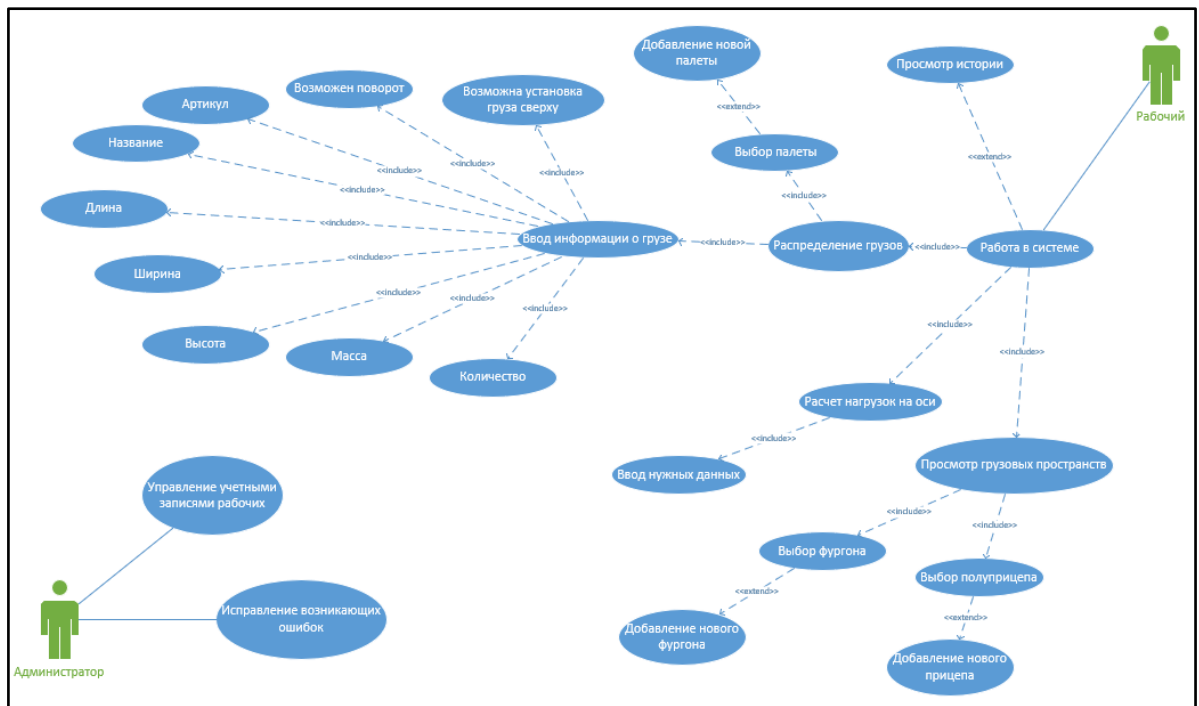 Добавление новой
палеты
Просмотр истории
Рабочий
Возможен поворот
Возможна установка
груза сверху
Артикул
Название
Длина
Ширина
Высота
Масса
Количество
<<extend>>
<<extend>>
Выбор палеты
<<include>>
<<include>>
<<include>>
<<include>>
<<include>>
<<include>>
<<include>>
<<include>>
<<include>>
<<include>>
Ввод информации о грузе
<<include>>
Распределение грузов
<<include>>
Работа в системе
<<include>>
<<include>>
Расчет нагрузок на оси
<<include>>
Ввод нужных данных
Просмотр грузовых пространств
<<include>>
<<include>>
Выбор фургона
Выбор полуприцепа
<<extend>>
<<extend>>
Добавление нового
фургона
Добавление нового
прицепа
Управление учетными
записями рабочих
Исправление возникающих
ошибок
Администратор